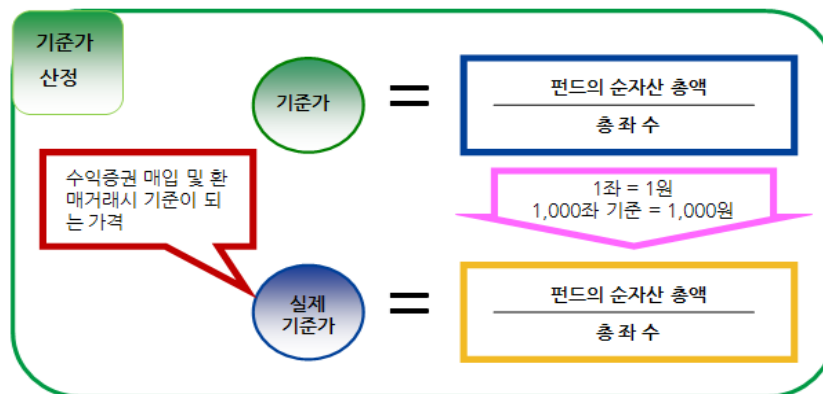 기준가
산정
기준가
=
펀드의 순자산 총액
총 좌 수
수익증권 매입 및 환
매거래시 기준이 되
는 가격
1좌 = 1원
1,000좌 기준 = 1,000원
실제
기준가
=
펀드의 순자산 총액
총 좌 수